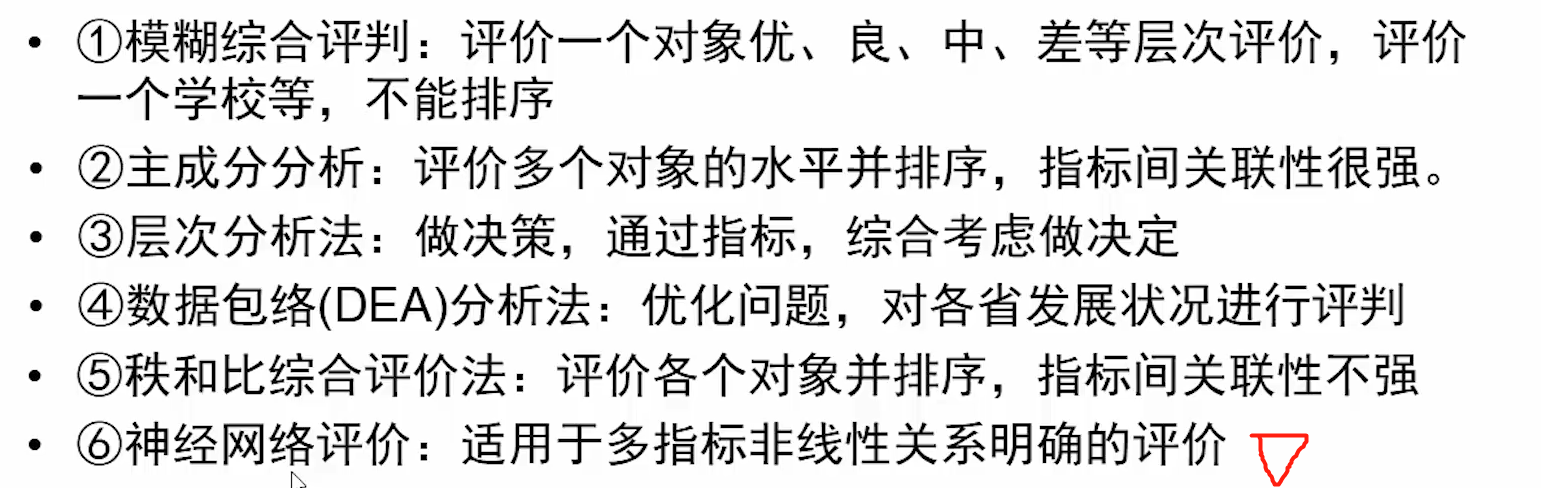 • ①模糊综合评判：评价一个对象优、良、中、差等层次评价，评价
一个学校等，不能排序
• ②主成分分析：评价多个对象的水平并排序，指标间关联性很强。
• ③层次分析法：做决策，通过指标，综合考虑做决定
• ④数据包络(DEA)分析法：优化问题，对各省发展状况进行评判
• ⑤秩和比综合评价法：评价各个对象并排序，指标间关联性不强
• ⑥神经网络评价：适用于多指标非线性关系明确的评价